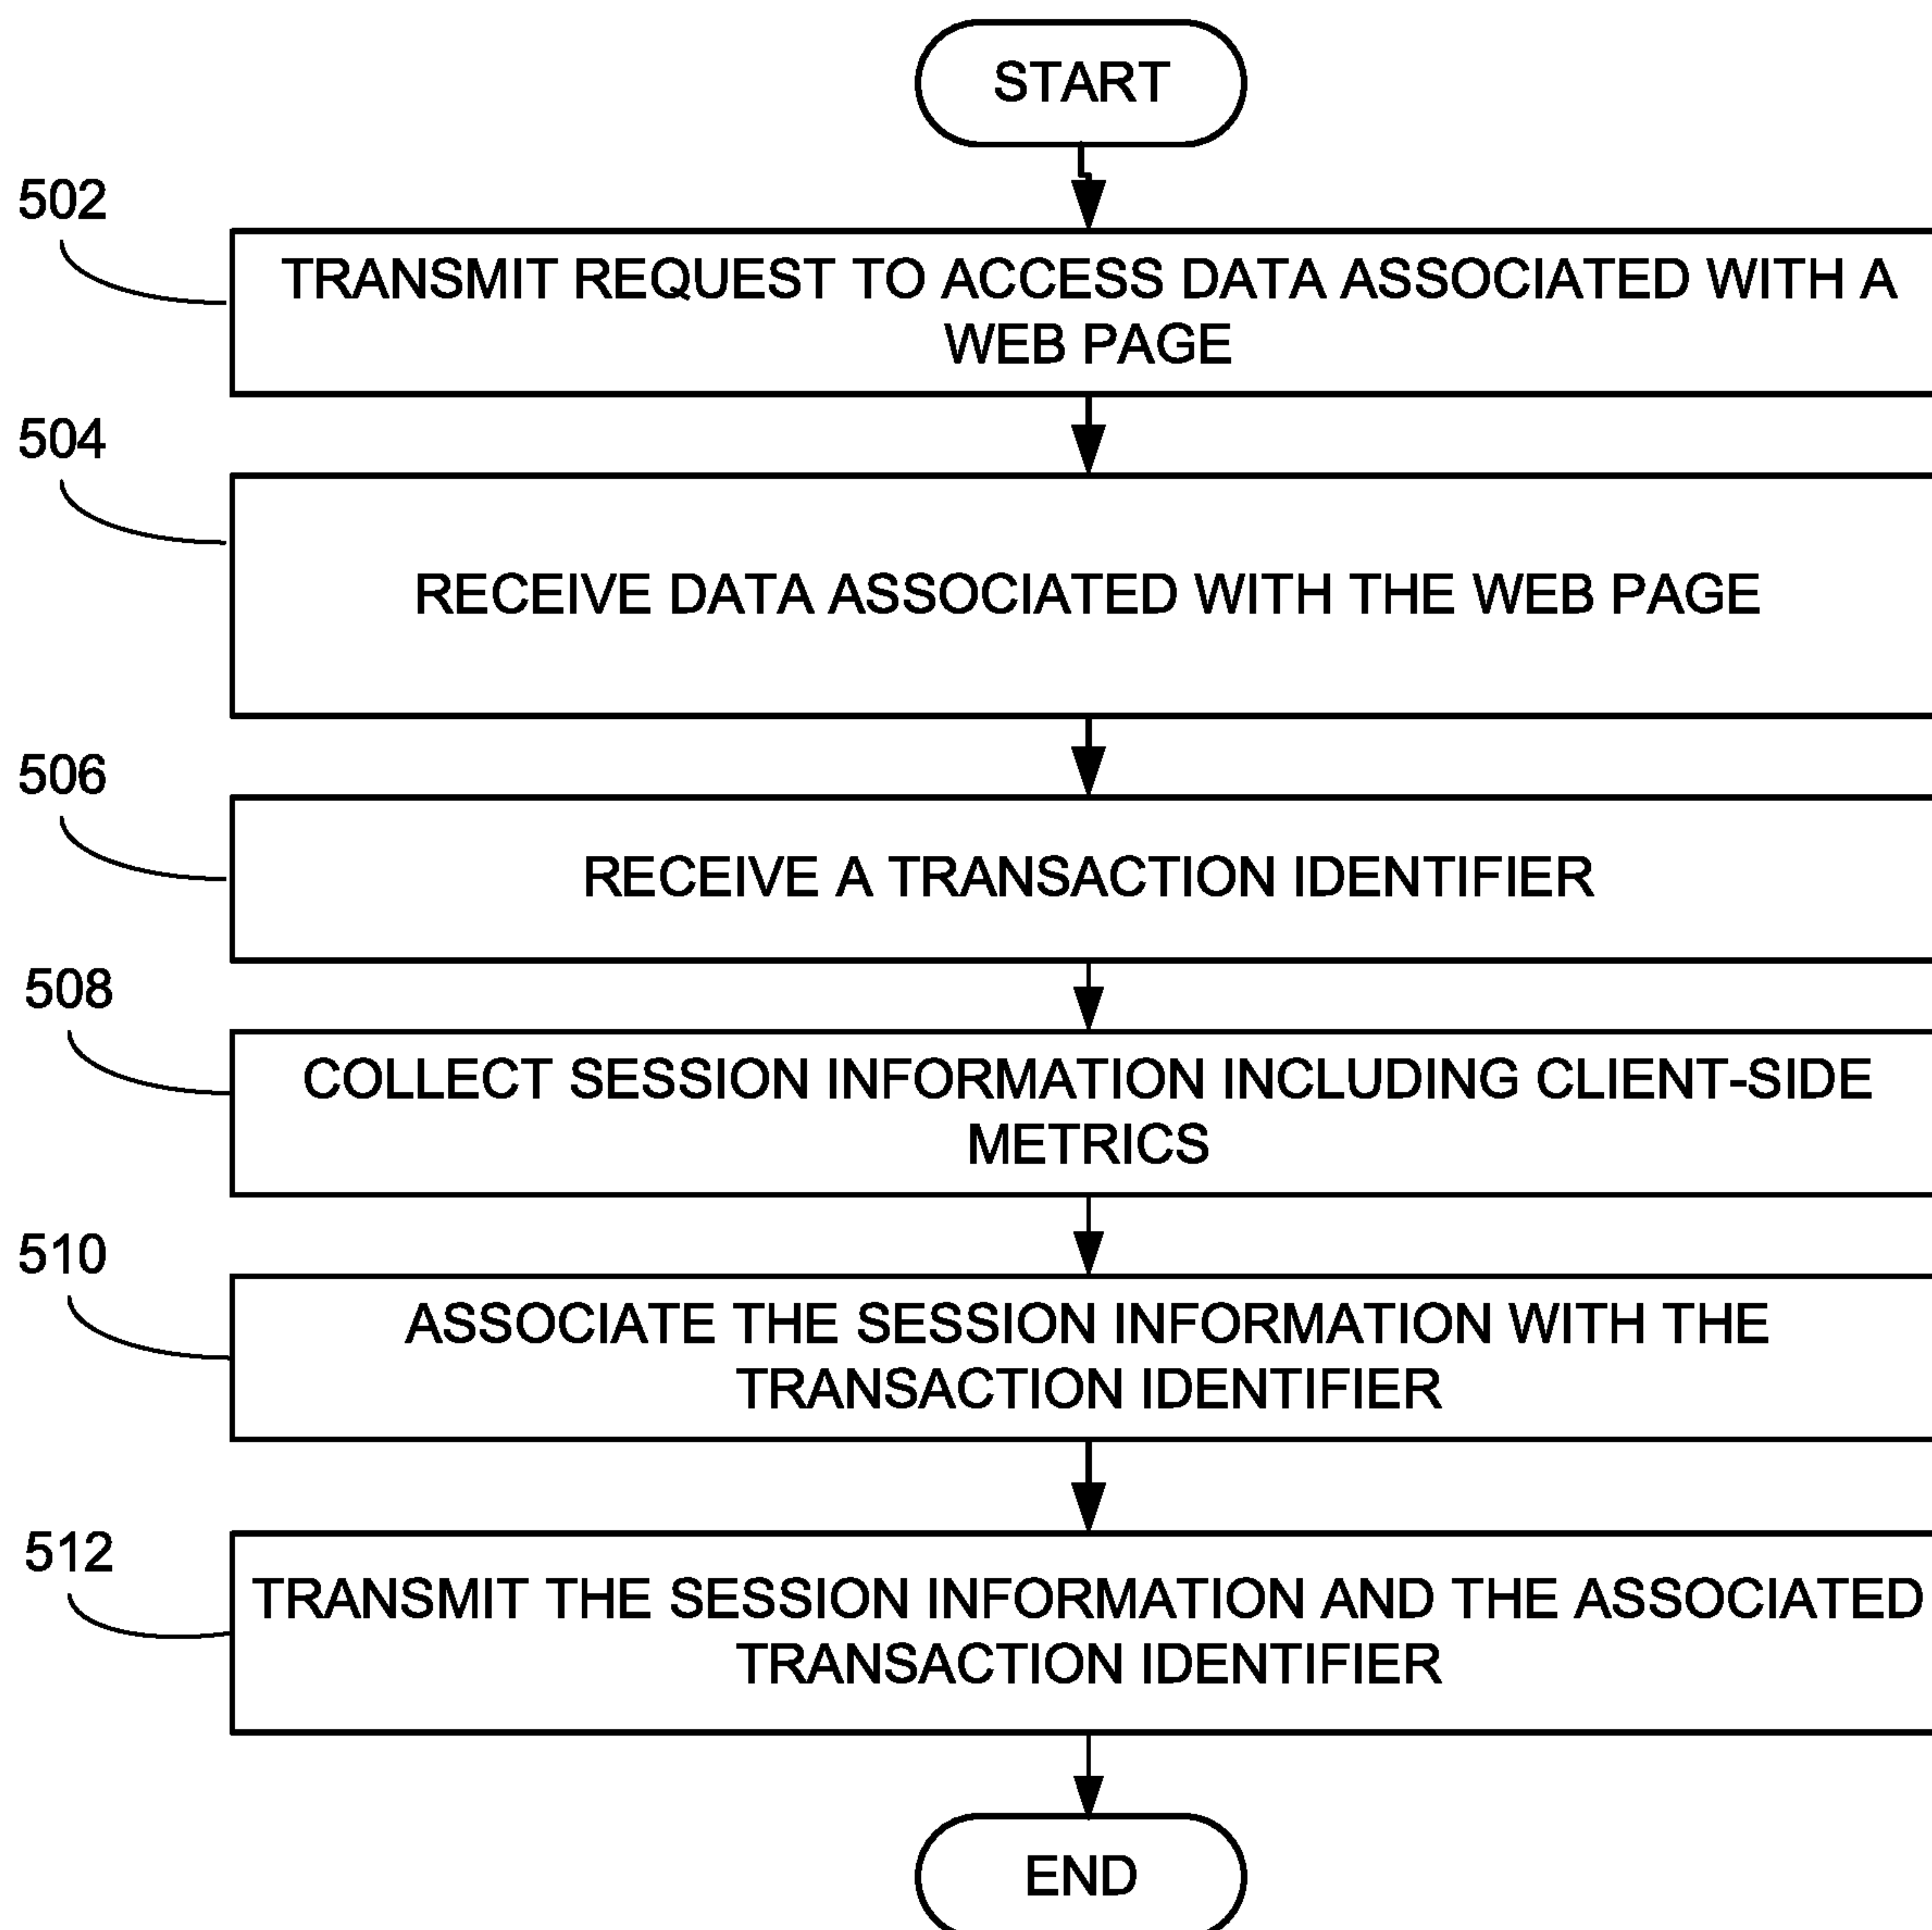 START
502
TRANSMIT REQUEST TO ACCESS DATA ASSOCIATED WITH A
WEB PAGE
504
RECEIVE DATA ASSOCIATED WITH THE WEB PAGE
506
RECEIVE A TRANSACTION IDENTIFIER
508
COLLECT SESSION INFORMATION INCLUDING CLIENT-SIDE
METRICS
510
ASSOCIATE THE SESSION INFORMATION WITH THE
TRANSACTION IDENTIFIER
512
TRANSMIT THE SESSION INFORMATION AND THE ASSOCIATED
TRANSACTION IDENTIFIER
END